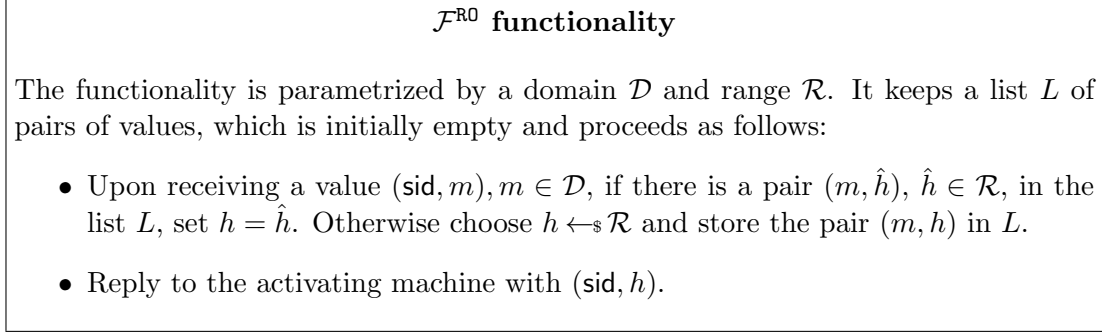 𝓕ᴿᴼ functionality
The functionality is parametrized by a domain 𝒟 and range ℛ. It keeps a list L of
pairs of values, which is initially empty and proceeds as follows:
• Upon receiving a value (sid, m), m ∈ 𝒟, if there is a pair (m, ĥ), ĥ ∈ ℛ, in the
list L, set h = ĥ. Otherwise choose h ←$ ℛ and store the pair (m, h) in L.
• Reply to the activating machine with (sid, h).